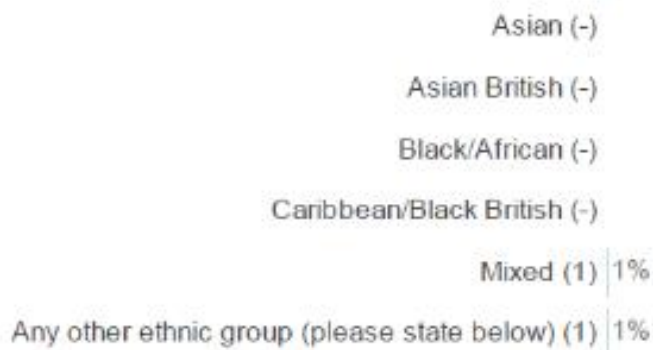 Asian (-)
Asian British (-)
Black/African (-)
Caribbean/Black British (-)
Mixed (1) 1%
Any other ethnic group (please state below) (1) 1%